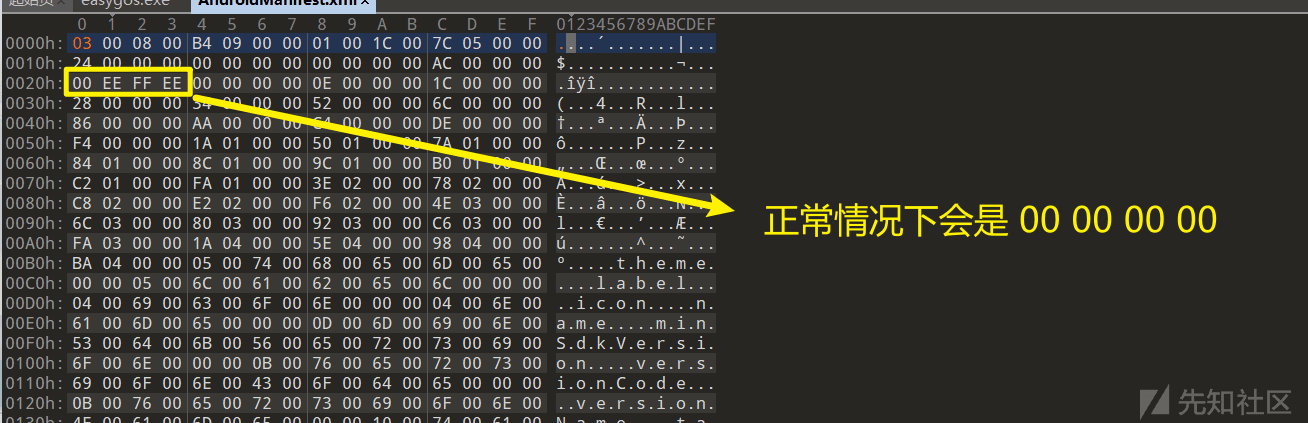 起始页 easygos.exe AndroidManifest.xml
0 1 2 3 4 5 6 7 8 9 A B C D E F 0123456789ABCDEF
0000h: 03 00 08 00 B4 09 00 00 01 00 1C 00 7C 05 00 00 ....´.......|...
0010h: 24 00 00 00 00 00 00 00 00 00 00 00 AC 00 00 00 $...........¬...
0020h: 00 EE FF EE 00 00 00 00 0E 00 00 00 1C 00 00 00 .îÿî............
0030h: 28 00 00 00 34 00 00 00 52 00 00 00 6C 00 00 00 (...4...R...l...
0040h: 86 00 00 00 AA 00 00 00 C4 00 00 00 DE 00 00 00 †...ª...Ä...Þ...
0050h: F4 00 00 00 1A 01 00 00 50 01 00 00 7A 01 00 00 ô.......P...z...
0060h: 84 01 00 00 8C 01 00 00 9C 01 00 00 B0 01 00 00 „...Œ...œ...°...
0070h: C2 01 00 00 FA 01 00 00 3E 02 00 00 78 02 00 00 Â...ú...>...x...
0080h: C8 02 00 00 E2 02 00 00 F6 02 00 00 4E 03 00 00 È...â...ö...N...
0090h: 6C 03 00 00 80 03 00 00 92 03 00 00 C6 03 00 00 l...€...’...Æ...
00A0h: FA 03 00 00 1A 04 00 00 5E 04 00 00 98 04 00 00 ú.......^...˜...
00B0h: BA 04 00 00 05 00 74 00 68 00 65 00 6D 00 65 00 º.....t.h.e.m.e.
00C0h: 00 00 05 00 6C 00 61 00 62 00 65 00 6C 00 00 00 ....l.a.b.e.l...
00D0h: 04 00 69 00 63 00 6F 00 6E 00 00 00 04 00 6E 00 ..i.c.o.n.....n.
00E0h: 61 00 6D 00 65 00 00 00 0D 00 6D 00 69 00 6E 00 a.m.e.....m.i.n.
00F0h: 53 00 64 00 6B 00 56 00 65 00 72 00 73 00 69 00 S.d.k.V.e.r.s.i.
0100h: 6F 00 6E 00 00 00 0B 00 76 00 65 00 72 00 73 00 o.n.....v.e.r.s.
0110h: 69 00 6F 00 6E 00 43 00 6F 00 64 00 65 00 00 00 i.o.n.C.o.d.e...
0120h: 0B 00 76 00 65 00 72 00 73 00 69 00 6F 00 6E 00 ..v.e.r.s.i.o.n.
正常情况下会是 00 00 00 00
先知社区